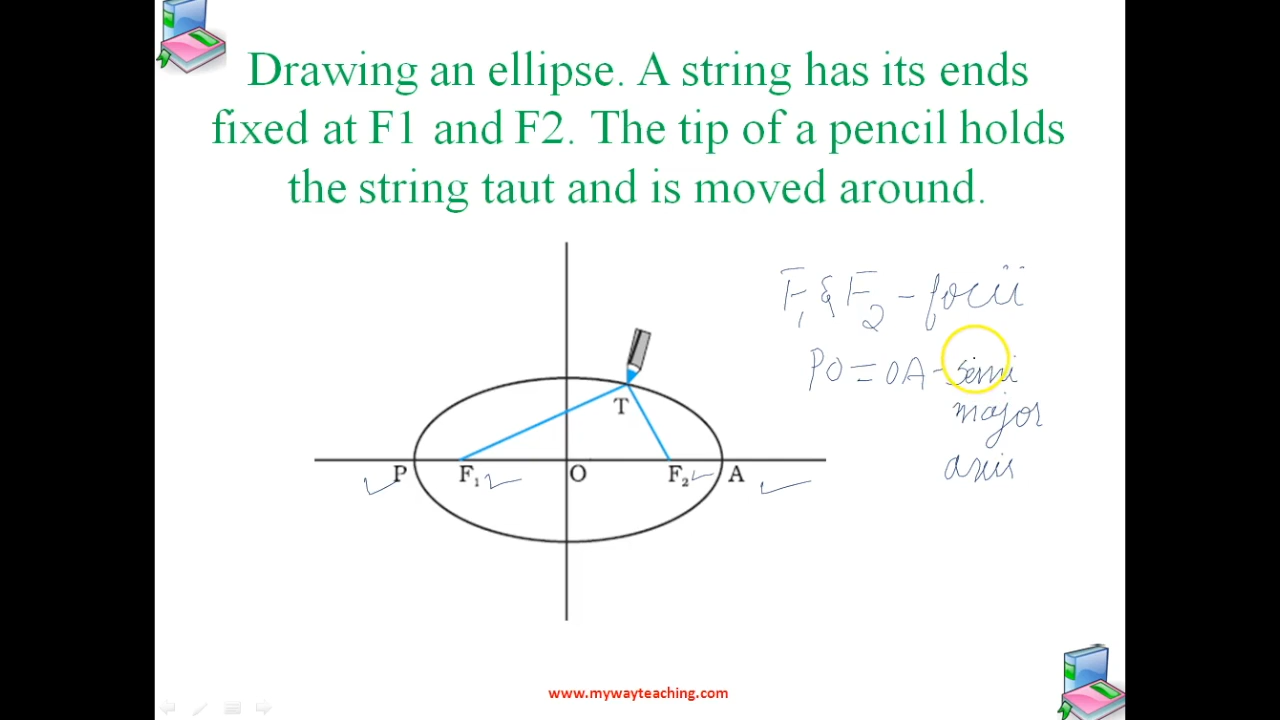 Drawing an ellipse. A string has its ends
fixed at F1 and F2. The tip of a pencil holds
the string taut and is moved around.
F₁ & F₂ - focii
PO = OA - semi
major
axis
T
P F₁ O F₂ A
www.mywayteaching.com